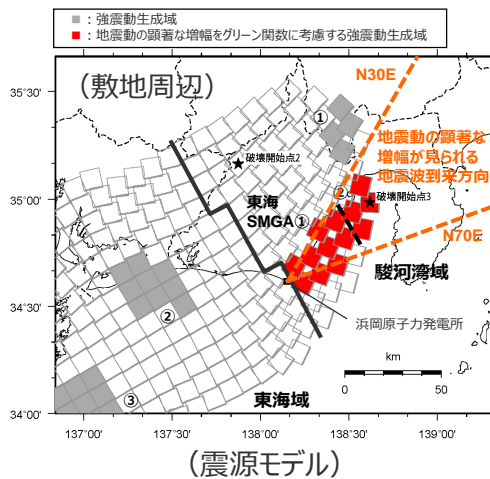 ：強震動生成域
：地震動の顕著な増幅をグリーン関数に考慮する強震動生成域
（敷地周辺）
N30E
地震動の顕著な
増幅が見られる
地震波到来方向
N70E
①
破壊開始点2
②
破壊開始点3
東海
SMGA①
駿河湾域
浜岡原子力発電所
②
③
東海域
km
0
50
35°30'
35°00'
34°30'
34°00'
137°00'
137°30'
138°00'
138°30'
139°00'
（震源モデル）